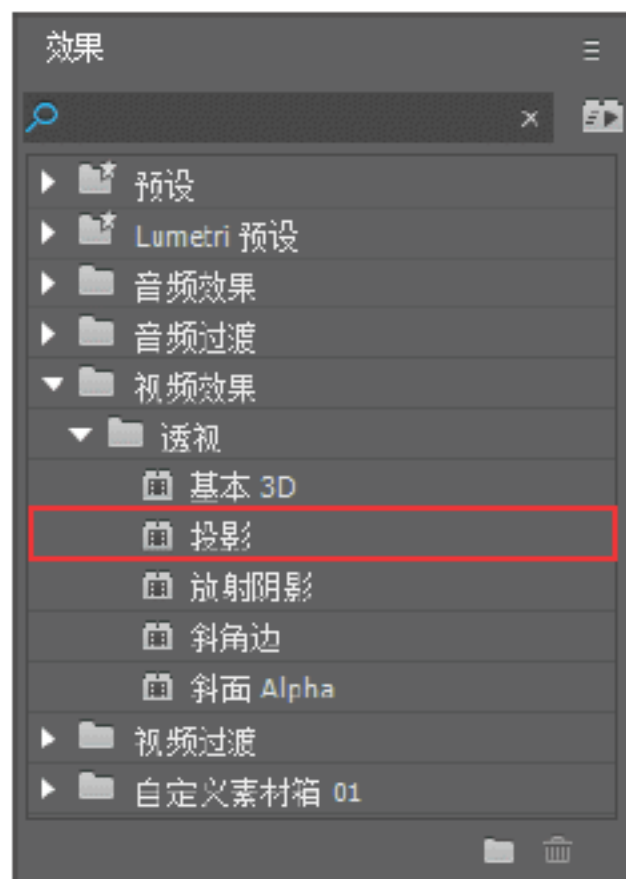 效果
预设
Lumetri 预设
音频效果
音频过渡
视频效果
透视
基本 3D
投影
放射阴影
斜角边
斜面 Alpha
视频过渡
自定义素材箱 01